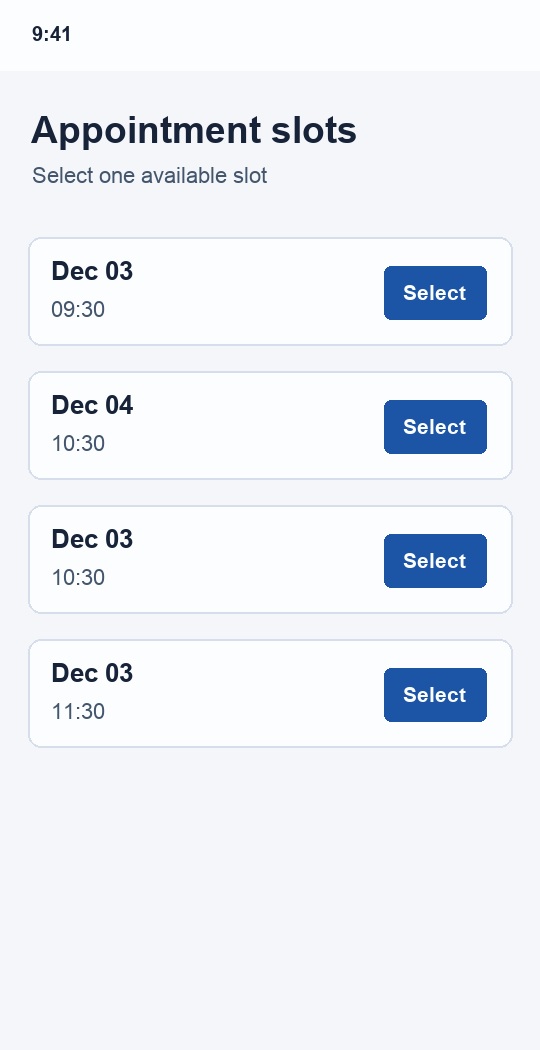 9:41
Appointment slots
Select one available slot
Dec 03
09:30
Select
Dec 04
10:30
Select
Dec 03
10:30
Select
Dec 03
11:30
Select